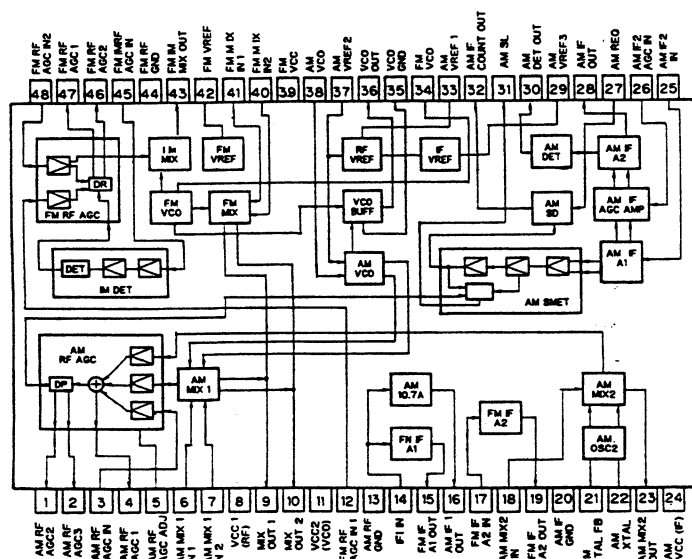 FM RF AGC IN2
FM RF AGC 1
FM RF AGC2
FM IMRF AGC IN
FM RF GND
FM IM MIX OUT
FM VREF
FM MIX IN1
FM MIX IN2
FM VCC
AM VCO
AM VREF2
VCO OUT
VCO GND
FM VCO
AM VREF 1
AM IF COUNT OUT
AM SL
AM DET OUT
AM VREF3
AM IF OUT
AM REQ
AM IF2 AGC IN
AM IF2 IN
48 47 46 45 44 43 42 41 40 39 38 37 36 35 34 33 32 31 30 29 28 27 26 25
DR
FM RF AGC
I M MIX
FM VREF
FM VCO
FM MIX
RF VREF
IF VREF
VCO BUFF
AM VCO
AM DET
AM IF A2
AM SD
AM IF AGC AMP
AM IF A1
DET
IM DET
AM SMET
AM RF AGC
DP
AM MIX 1
AM 10.7A
FN IF A1
FM IF A2
AM MIX2
AM. OSC2
1 2 3 4 5 6 7 8 9 10 11 12 13 14 15 16 17 18 19 20 21 22 23 24
AM RF AGC2
AM RF AGC3
AM RF AGC IN
AM RF AGC 1
AM RF AGC ADJ
AM MIX 1 N 1
AM MIX 1 N 2
VCC 1 (RF)
MIX OUT 1
MIX OUT 2
VCC2 (VCO)
FM RF AGC IN 1
AM RF GND
IF1 IN
FM IF A1 OUT
AM IF 1 OUT
FM IF A2 IN
AM MIX2 IN
FM IF A2 OUT
AM IF GND
TAL FB
AM XTAL
AM MIX2 OUT
CC (IF)